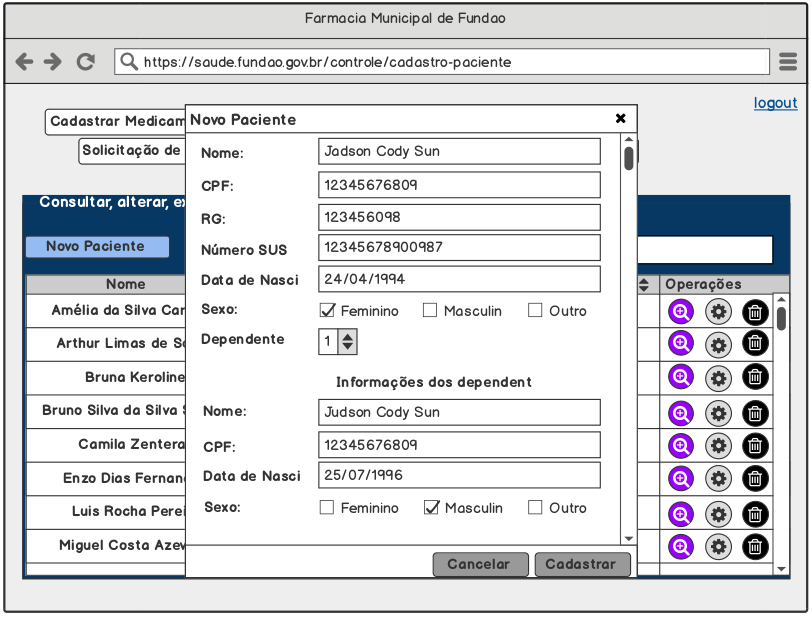 Farmacia Municipal de Fundao
https://saude.fundao.gov.br/controle/cadastro-paciente
logout
Cadastrar Medicam
Solicitação de
Consultar, alterar, ex
Novo Paciente
Nome
Operações
Amélia da Silva Car
Arthur Limas de So
Bruna Keroline
Bruno Silva da Silva S
Camila Zentera
Enzo Dias Fernan
Luis Rocha Perei
Miguel Costa Azev
Novo Paciente
Nome: Jadson Cody Sun
CPF: 12345676809
RG: 123456098
Número SUS 12345678900987
Data de Nasci 24/04/1994
Sexo: Feminino Masculin Outro
Dependente 1
Informações dos dependent
Nome: Judson Cody Sun
CPF: 12345676809
Data de Nasci 25/07/1996
Sexo: Feminino Masculin Outro
Cancelar Cadastrar